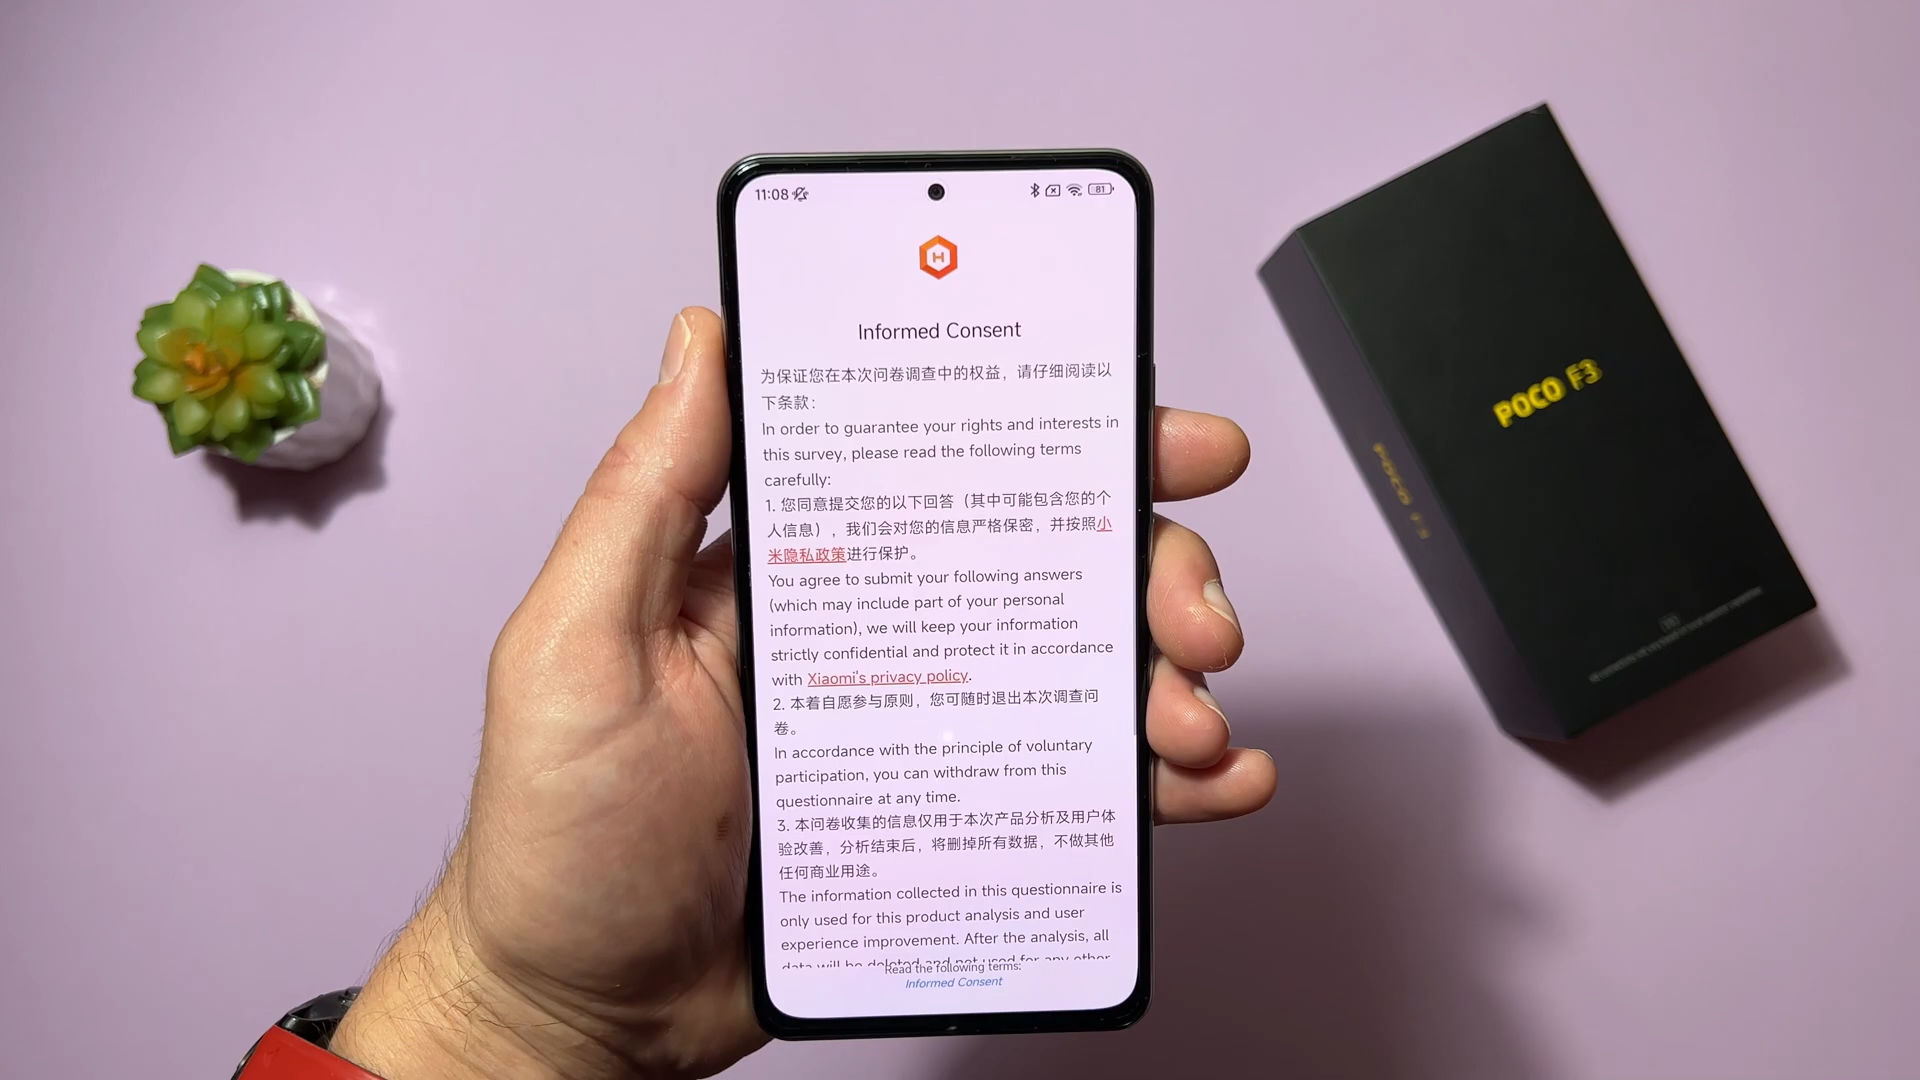 11:08
81
H
Informed Consent
为保证您在本次问卷调查中的权益，请仔细阅读以
下条款：
In order to guarantee your rights and interests in
this survey, please read the following terms
carefully:
1. 您同意提交您的以下回答（其中可能包含您的个
人信息），我们会对您的信息严格保密，并按照小
米隐私政策进行保护。
You agree to submit your following answers
(which may include part of your personal
information), we will keep your information
strictly confidential and protect it in accordance
with Xiaomi's privacy policy.
2. 本着自愿参与原则，您可随时退出本次调查问
卷。
In accordance with the principle of voluntary
participation, you can withdraw from this
questionnaire at any time.
3. 本问卷收集的信息仅用于本次产品分析及用户体
验改善，分析结束后，将删掉所有数据，不做其他
任何商业用途。
The information collected in this questionnaire is
only used for this product analysis and user
experience improvement. After the analysis, all
data will be deleted and not used for any other
Read the following terms:
Informed Consent
POCO F3
POCO F3